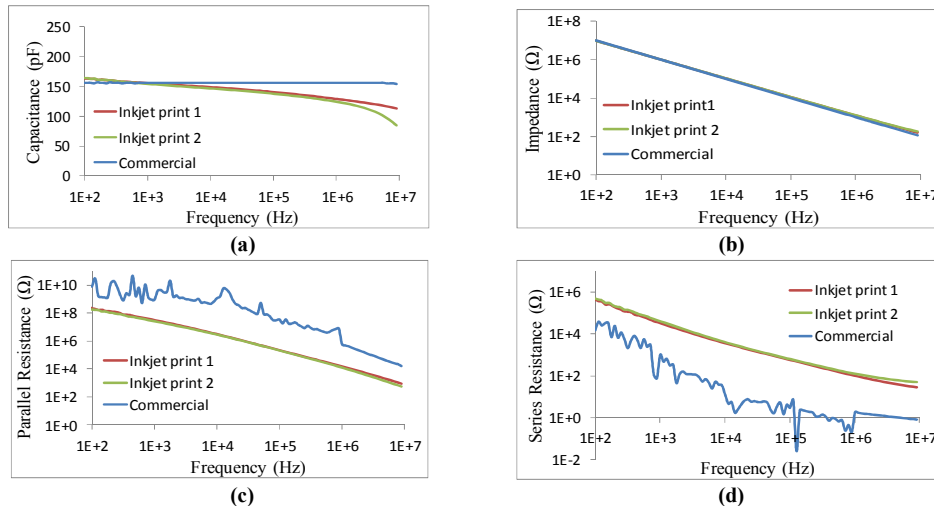 250
200
150
100
50
0
Capacitance (pF)
Inkjet print 1
Inkjet print 2
Commercial
1E+2 1E+3 1E+4 1E+5 1E+6 1E+7
Frequency (Hz)
(a)
1E+8
1E+6
1E+4
1E+2
1E+0
Impedance (Ω)
Inkjet print1
Inkjet print 2
Commercial
1E+2 1E+3 1E+4 1E+5 1E+6 1E+7
Frequency (Hz)
(b)
1E+10
1E+8
1E+6
1E+4
1E+2
1E+0
Parallel Resistance (Ω)
Inkjet print 1
Inkjet print 2
Commercial
1E+2 1E+3 1E+4 1E+5 1E+6 1E+7
Frequency (Hz)
(c)
1E+6
1E+4
1E+2
1E+0
1E-2
Series Resistance (Ω)
Inkjet print 1
Inkjet print 2
Commercial
1E+2 1E+3 1E+4 1E+5 1E+6 1E+7
Frequency (Hz)
(d)